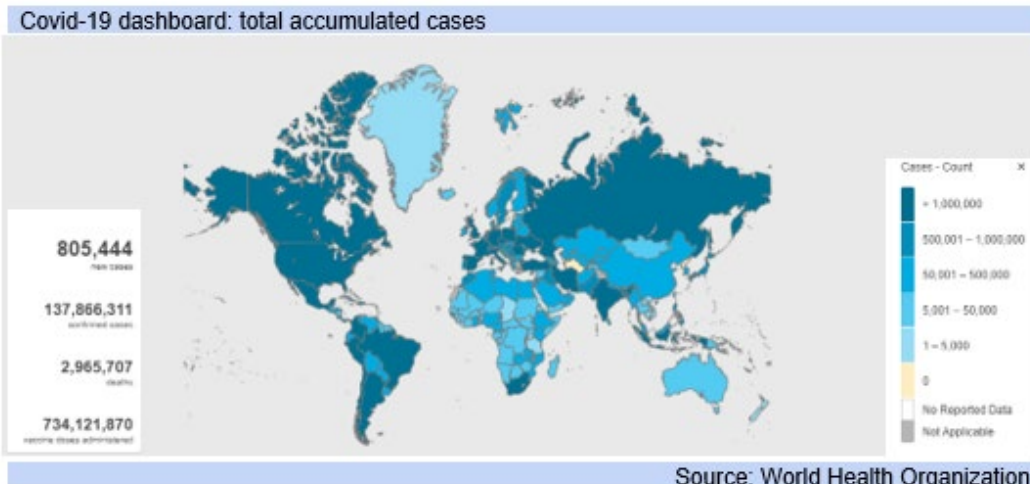 Covid-19 dashboard: total accumulated cases
805,444
new cases
137,866,311
confirmed cases
2,965,707
deaths
734,121,870
vaccine doses administered
Cases - Count ×
> 1,000,000
500,001 – 1,000,000
50,001 – 500,000
5,001 – 50,000
1 – 5,000
0
No Reported Data
Not Applicable
Source: World Health Organization